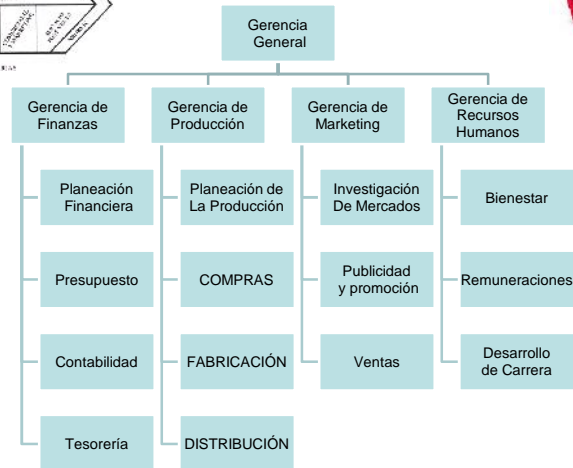 Gerencia
General
Gerencia de
Finanzas
Gerencia de
Producción
Gerencia de
Marketing
Gerencia de
Recursos
Humanos
Planeación
Financiera
Planeación de
La Producción
Investigación
De Mercados
Bienestar
Presupuesto
COMPRAS
Publicidad
y promoción
Remuneraciones
Contabilidad
FABRICACIÓN
Ventas
Desarrollo
de Carrera
Tesorería
DISTRIBUCIÓN